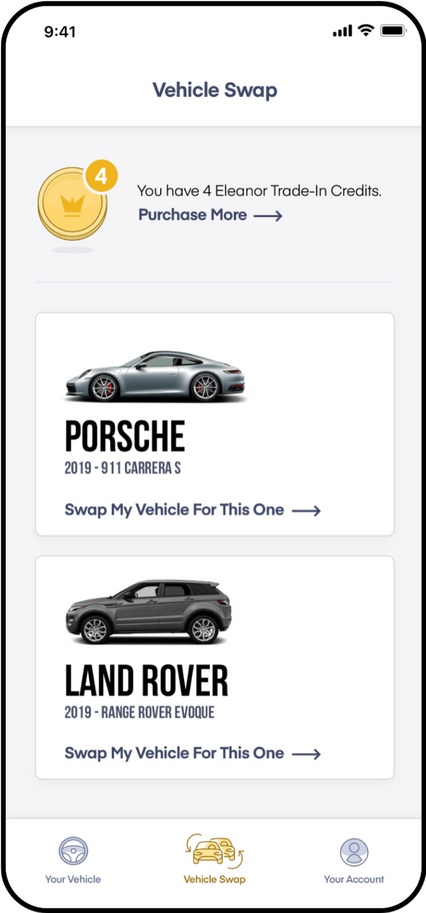 9:41
Vehicle Swap
4
You have 4 Eleanor Trade-In Credits.
Purchase More
PORSCHE
2019 - 911 CARRERA S
Swap My Vehicle For This One
LAND ROVER
2019 - RANGE ROVER EVOQUE
Swap My Vehicle For This One
Your Vehicle
Vehicle Swap
Your Account